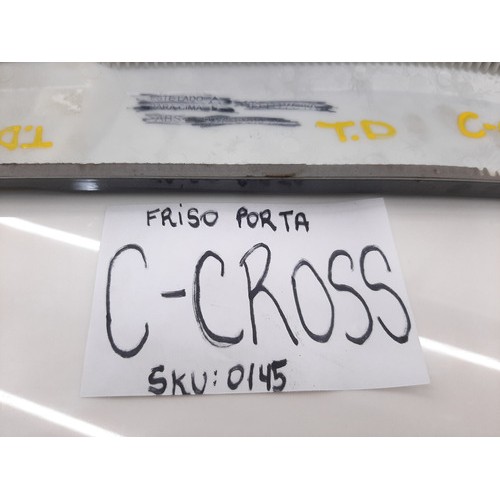 T.D C-
T.D
FRISO PORTA
C-CROSS
SKU: 0145